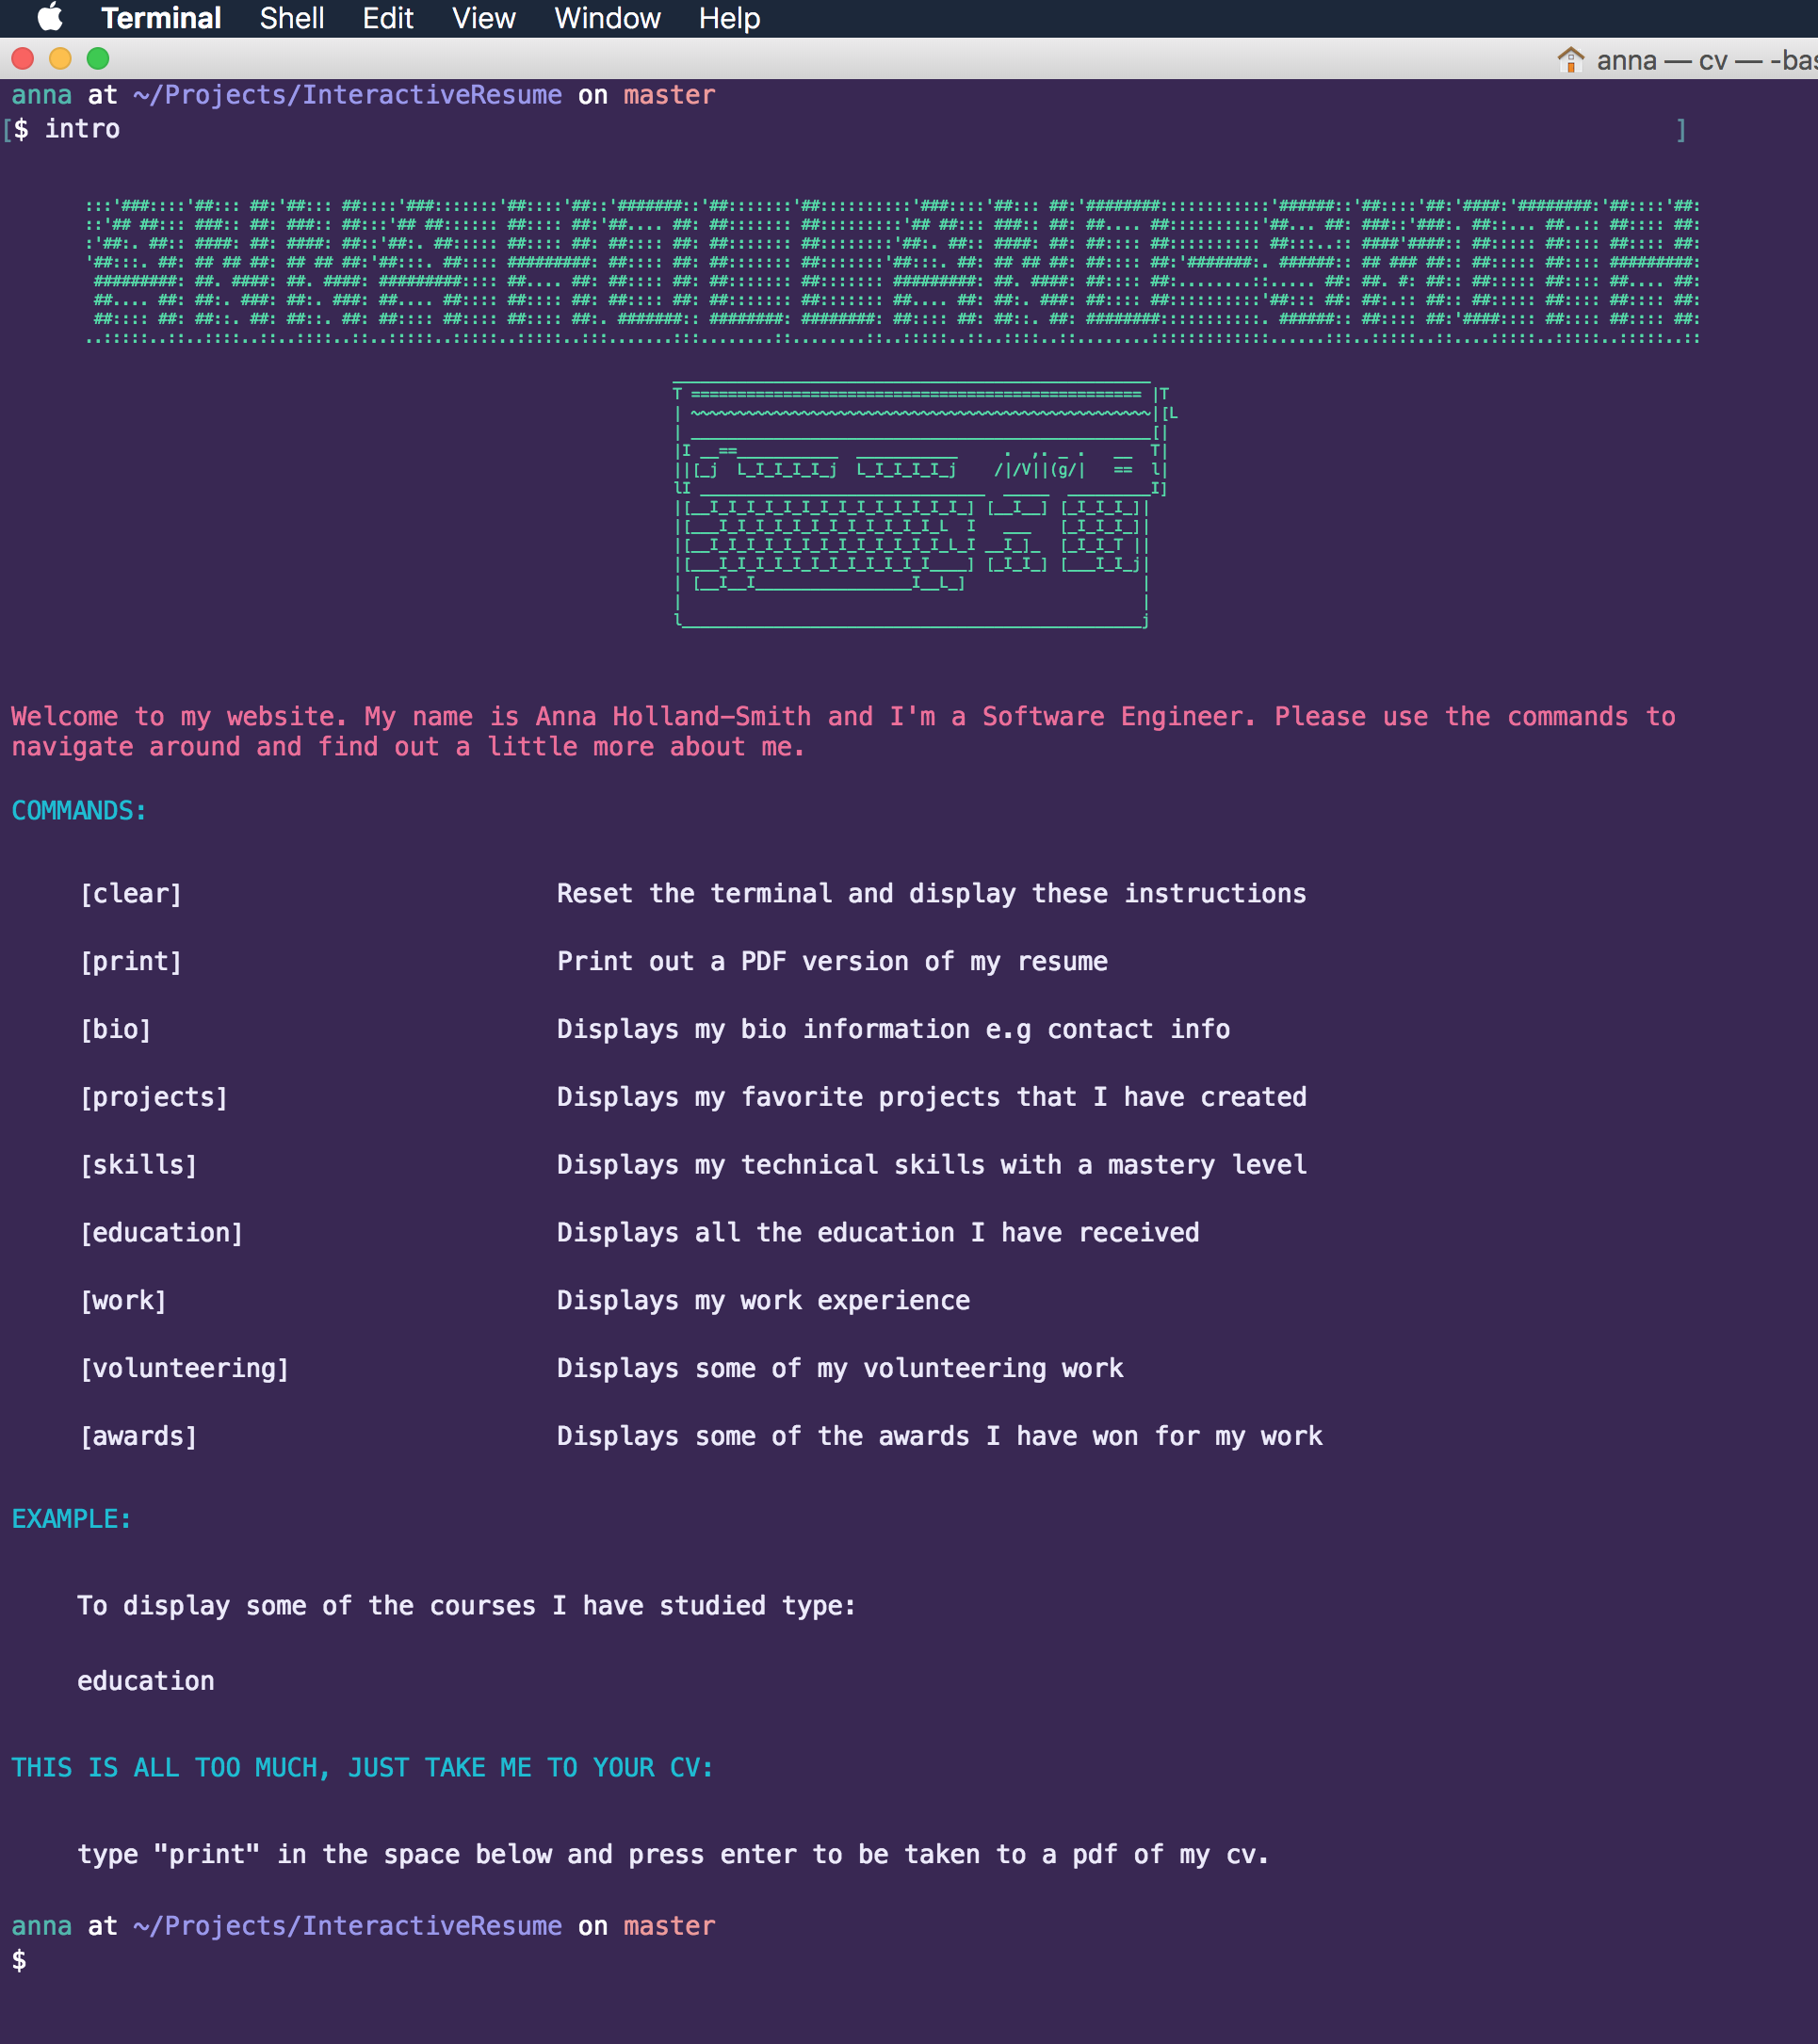 Terminal Shell Edit View Window Help
anna — cv — -bas
anna at ~/Projects/InteractiveResume on master
[$ intro ]
Welcome to my website. My name is Anna Holland-Smith and I'm a Software Engineer. Please use the commands to
navigate around and find out a little more about me.
COMMANDS:
[clear] Reset the terminal and display these instructions
[print] Print out a PDF version of my resume
[bio] Displays my bio information e.g contact info
[projects] Displays my favorite projects that I have created
[skills] Displays my technical skills with a mastery level
[education] Displays all the education I have received
[work] Displays my work experience
[volunteering] Displays some of my volunteering work
[awards] Displays some of the awards I have won for my work
EXAMPLE:
To display some of the courses I have studied type:
education
THIS IS ALL TOO MUCH, JUST TAKE ME TO YOUR CV:
type "print" in the space below and press enter to be taken to a pdf of my cv.
anna at ~/Projects/InteractiveResume on master
$